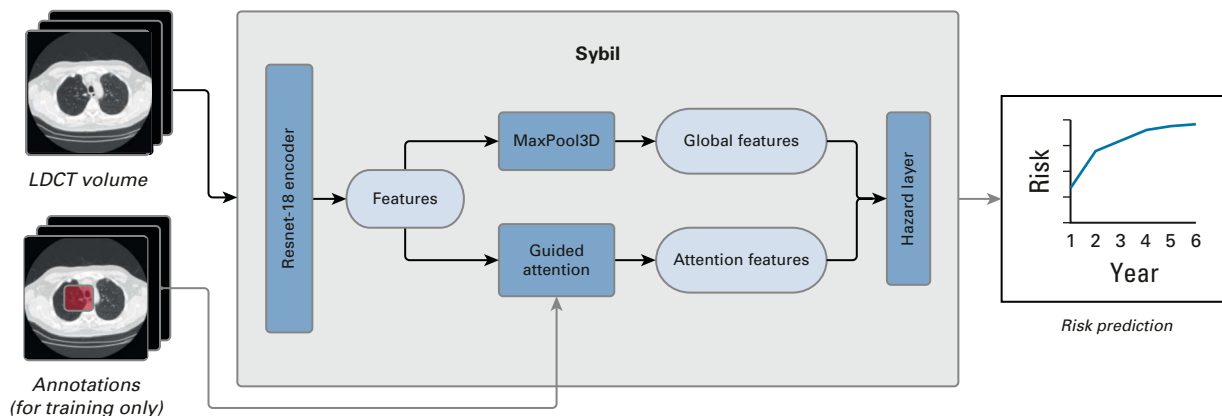 LDCT volume
Annotations
(for training only)
Sybil
Resnet-18 encoder
Features
MaxPool3D
Global features
Guided
attention
Attention features
Hazard layer
Risk
1 2 3 4 5 6
Year
Risk prediction